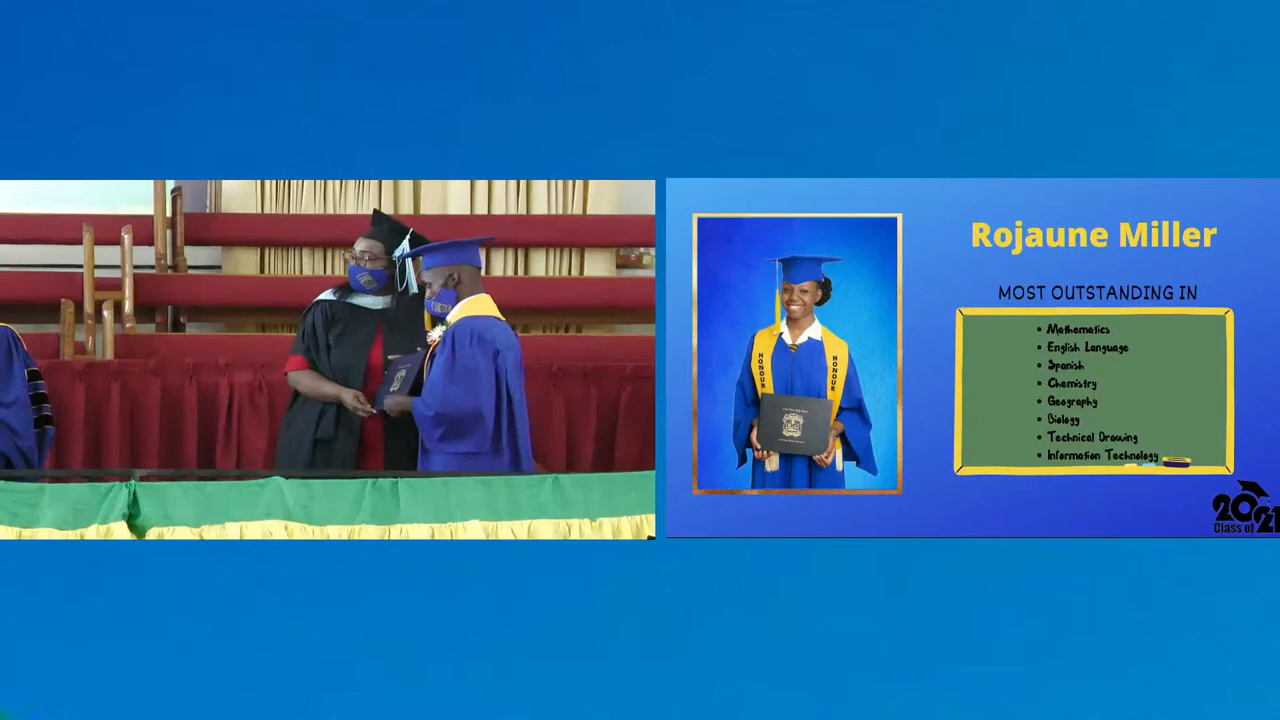 Rojaune Miller
MOST OUTSTANDING IN
• Mathematics
• English Language
• Spanish
• Chemistry
• Geography
• Biology
• Technical Drawing
• Information Technology
HONOUR
HONOUR
2021
Class of